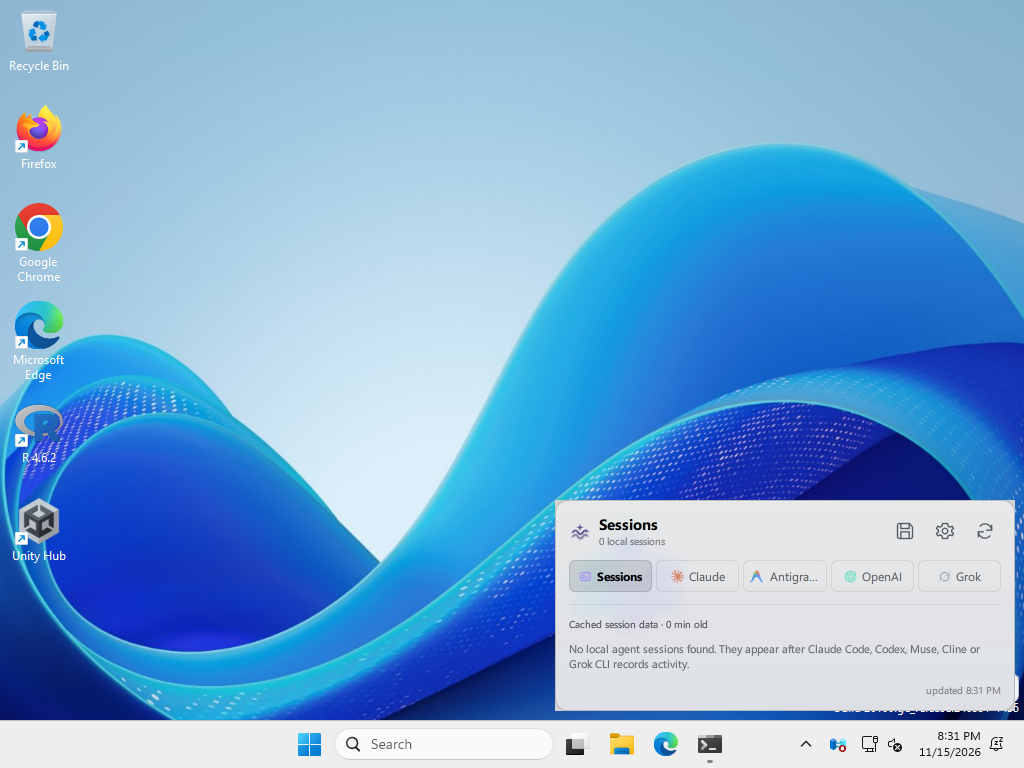 Recycle Bin
Firefox
Google
Chrome
Microsoft
Edge
R 4.6.2
Unity Hub
Sessions
0 local sessions
Sessions
Claude
Antigra...
OpenAI
Grok
Cached session data · 0 min old
No local agent sessions found. They appear after Claude Code, Codex, Muse, Cline or
Grok CLI records activity.
updated 8:31 PM
Search
8:31 PM
11/15/2026